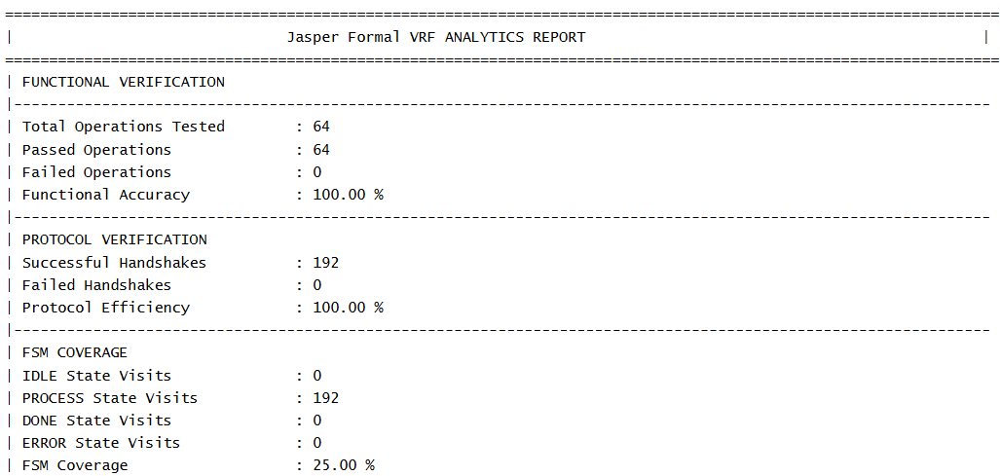 ====================================================================================================================
| Jasper Formal VRF ANALYTICS REPORT |
====================================================================================================================
| FUNCTIONAL VERIFICATION
|---------------------------------------------------------------------------------------------------------------
| Total Operations Tested : 64
| Passed Operations : 64
| Failed Operations : 0
| Functional Accuracy : 100.00 %
|---------------------------------------------------------------------------------------------------------------
| PROTOCOL VERIFICATION
| Successful Handshakes : 192
| Failed Handshakes : 0
| Protocol Efficiency : 100.00 %
|---------------------------------------------------------------------------------------------------------------
| FSM COVERAGE
| IDLE State Visits : 0
| PROCESS State Visits : 192
| DONE State Visits : 0
| ERROR State Visits : 0
| FSM Coverage : 25.00 %